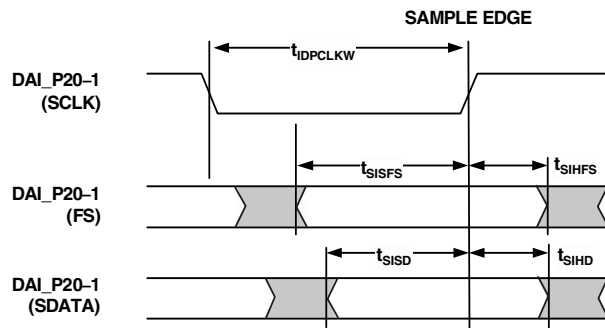 SAMPLE EDGE
tIDPCLKW
DAI_P20–1
(SCLK)
tSISFS
tSIHFS
DAI_P20–1
(FS)
tSISD
tSIHD
DAI_P20–1
(SDATA)